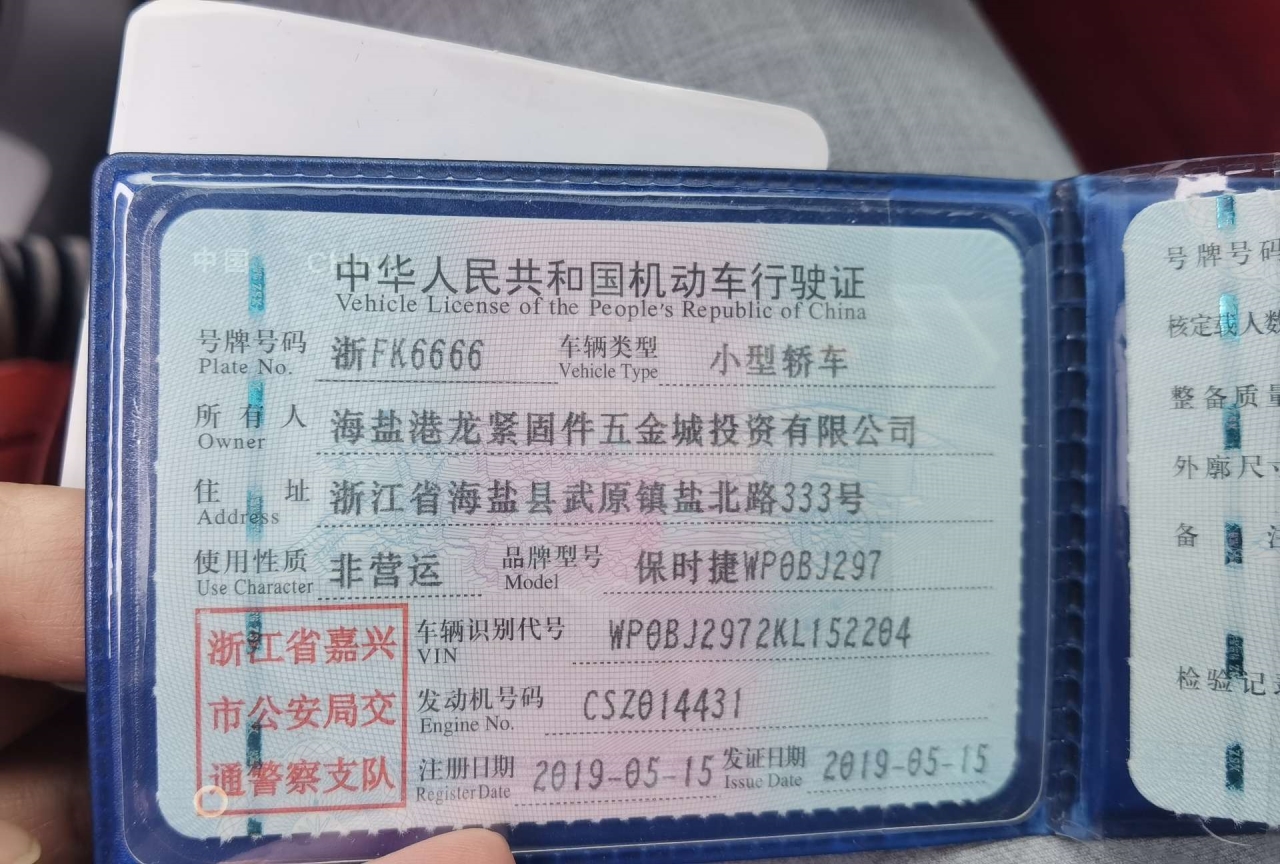 中国
中华人民共和国机动车行驶证
Vehicle License of the People's Republic of China
号牌号码 浙FK6666 车辆类型 小型轿车
Plate No. Vehicle Type
所有人 海盐港龙紧固件五金城投资有限公司
Owner
住址 浙江省海盐县武原镇盐北路333号
Address
使用性质 非营运 品牌型号 保时捷WP0BJ297
Use Character Model
浙江省嘉兴
市公安局交
通警察支队
车辆识别代号 WP0BJ2972KL152204
VIN
发动机号码 CSZ014431
Engine No.
注册日期 2019-05-15 发证日期 2019-05-15
Register Date Issue Date
号牌号码
核定载人数
整备质量
外廓尺寸
备
检验记录